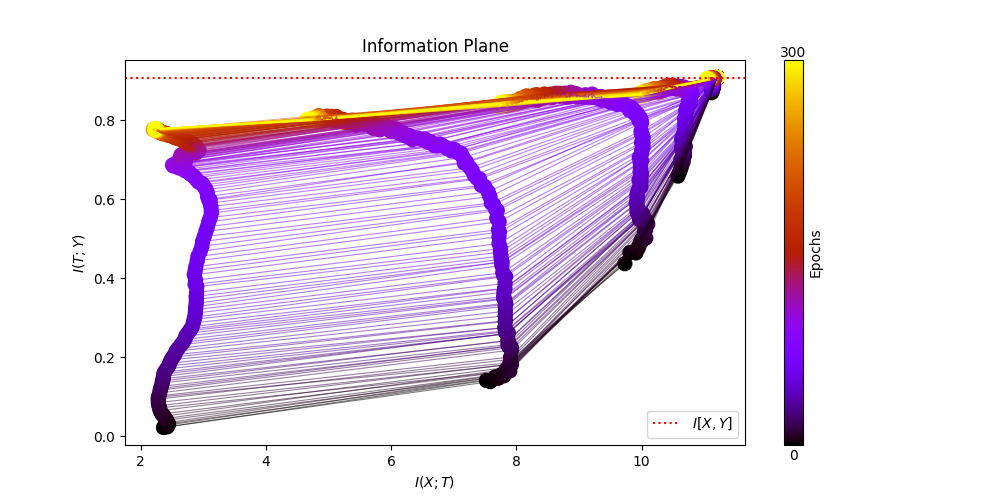 Information Plane
300
0.8
0.6
0.4
0.2
0.0
I(T; Y)
Epochs
I[X, Y]
0
2 4 6 8 10
I(X; T)